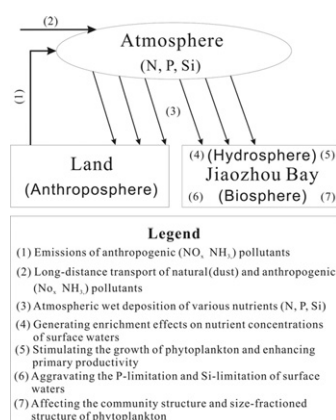 (2)
Atmosphere
(N, P, Si)
(1)
(3)
Land
(Anthroposphere)
(4) (Hydrosphere) (5)
Jiaozhou Bay
(6) (Biosphere) (7)
Legend
(1) Emissions of anthropogenic (NOx NH3) pollutants
(2) Long-distance transport of natural(dust) and anthropogenic
(Nox NH3) pollutants
(3) Atmospheric wet deposition of various nutrients (N, P, Si)
(4) Generating enrichment effects on nutrient concentrations
of surface waters
(5) Stimulating the growth of phytoplankton and enhancing
primary productivity
(6) Aggravating the P-limitation and Si-limitation of surface
waters
(7) Affecting the community structure and size-fractioned
structure of phytoplankton